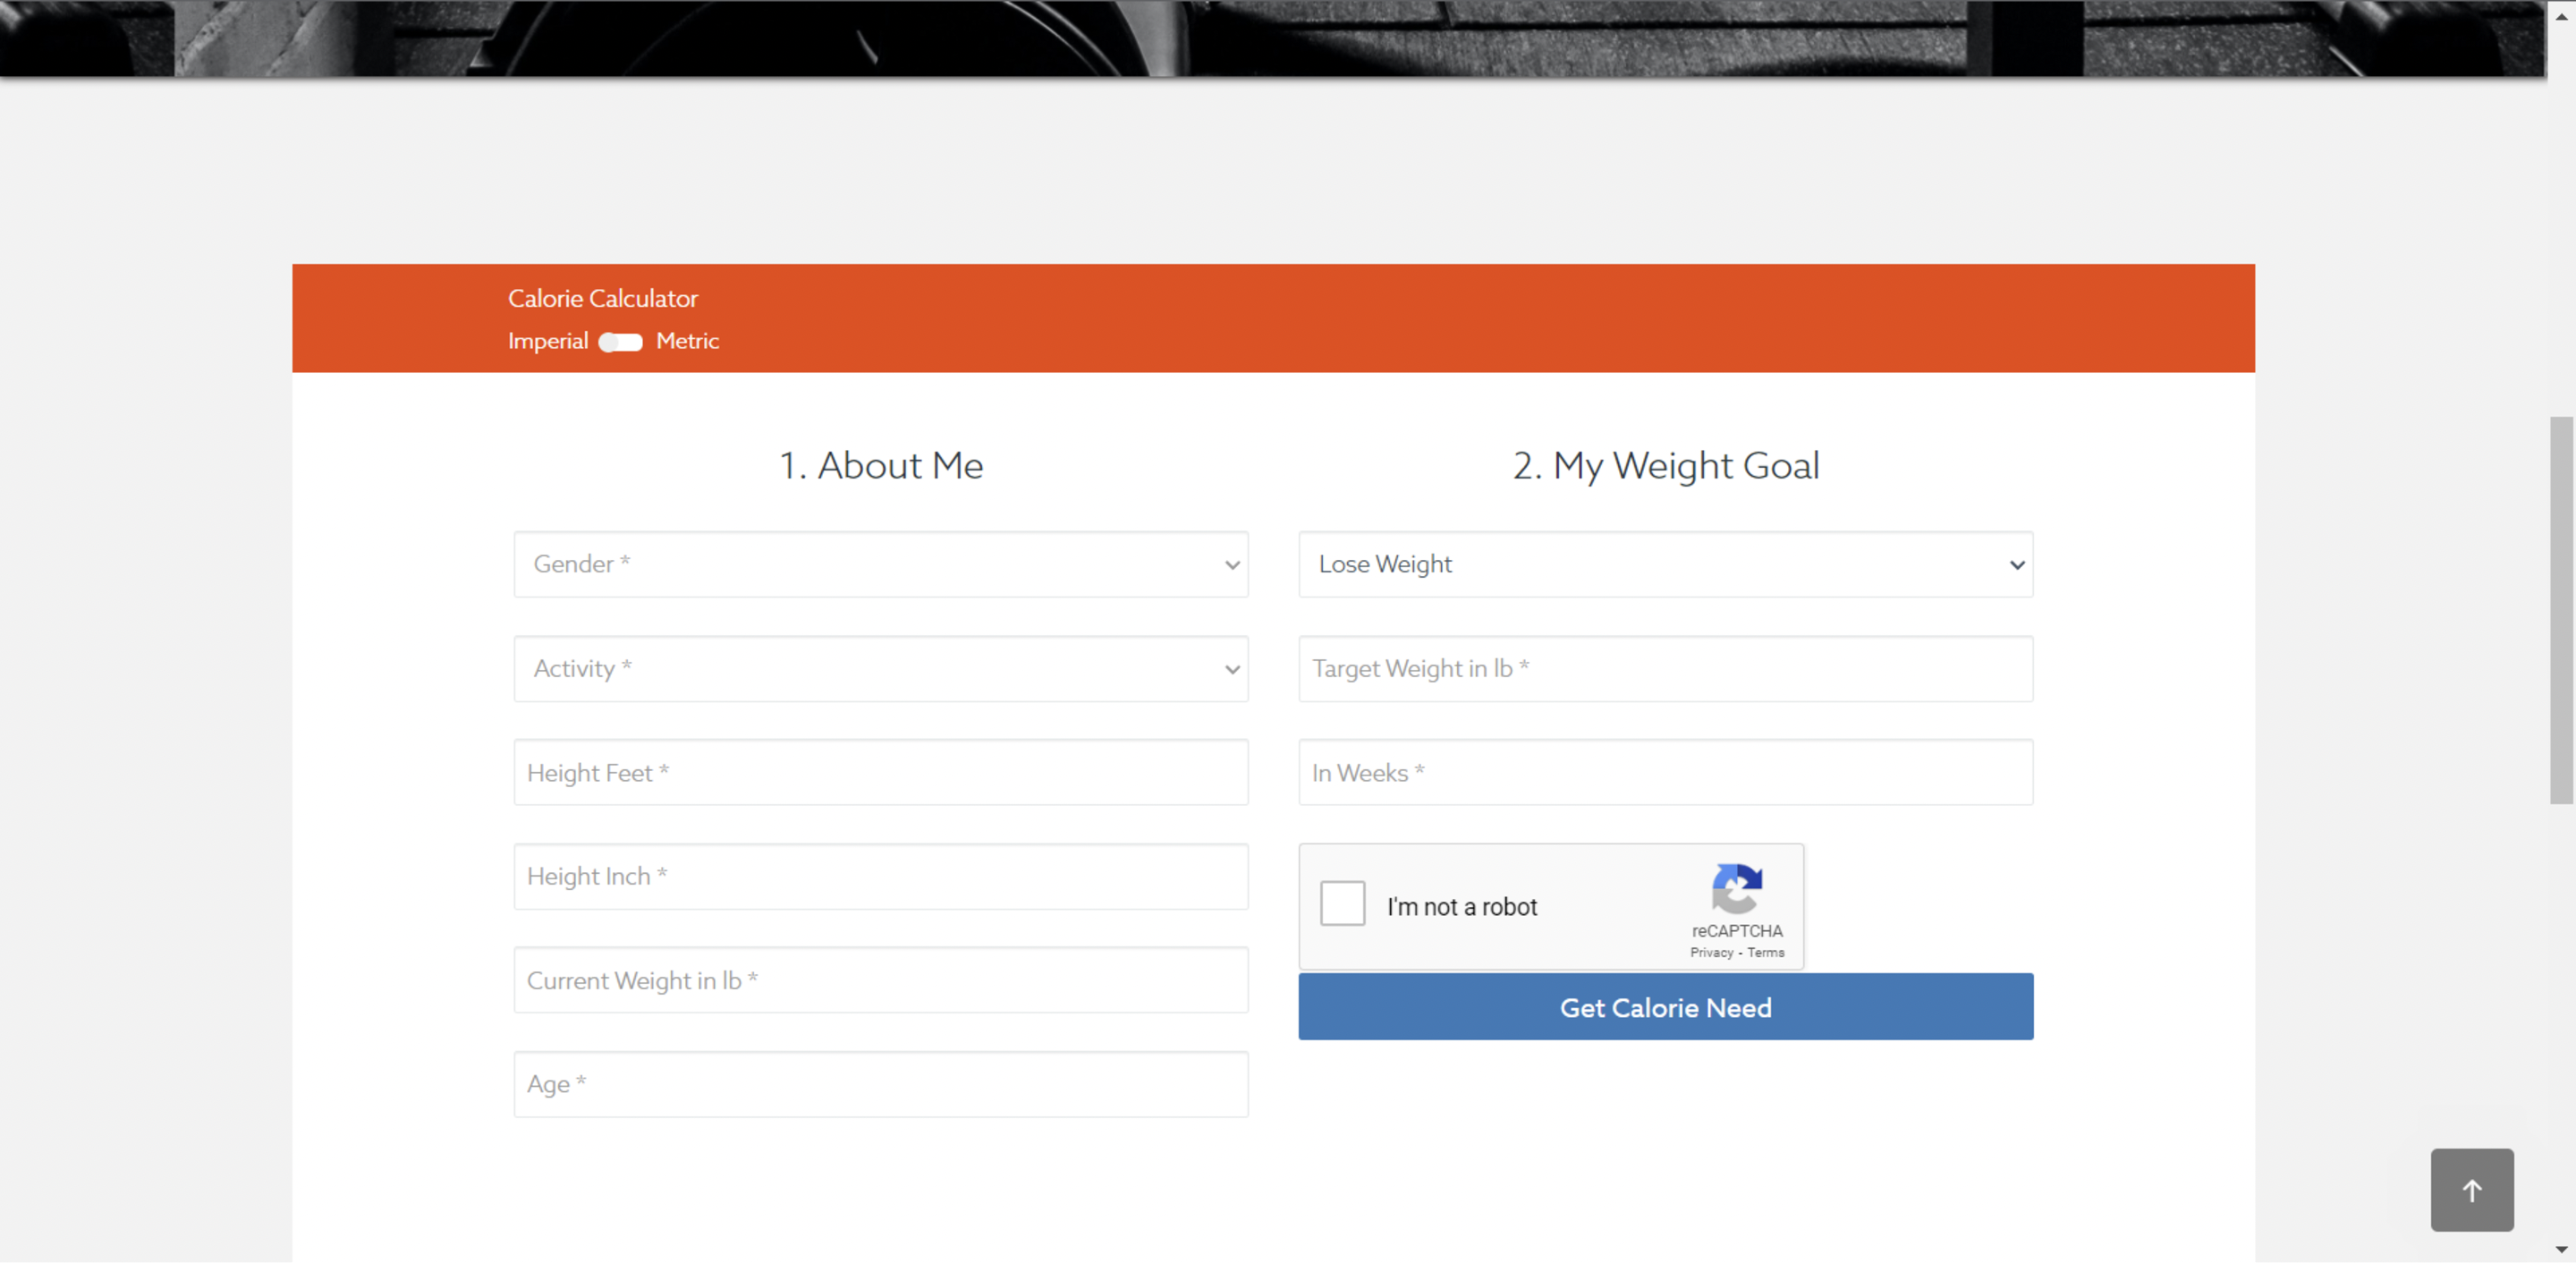 Calorie Calculator
Imperial Metric
1. About Me
Gender *
Activity *
Height Feet *
Height Inch *
Current Weight in lb *
Age *
2. My Weight Goal
Lose Weight
Target Weight in lb *
In Weeks *
I'm not a robot
reCAPTCHA
Privacy - Terms
Get Calorie Need